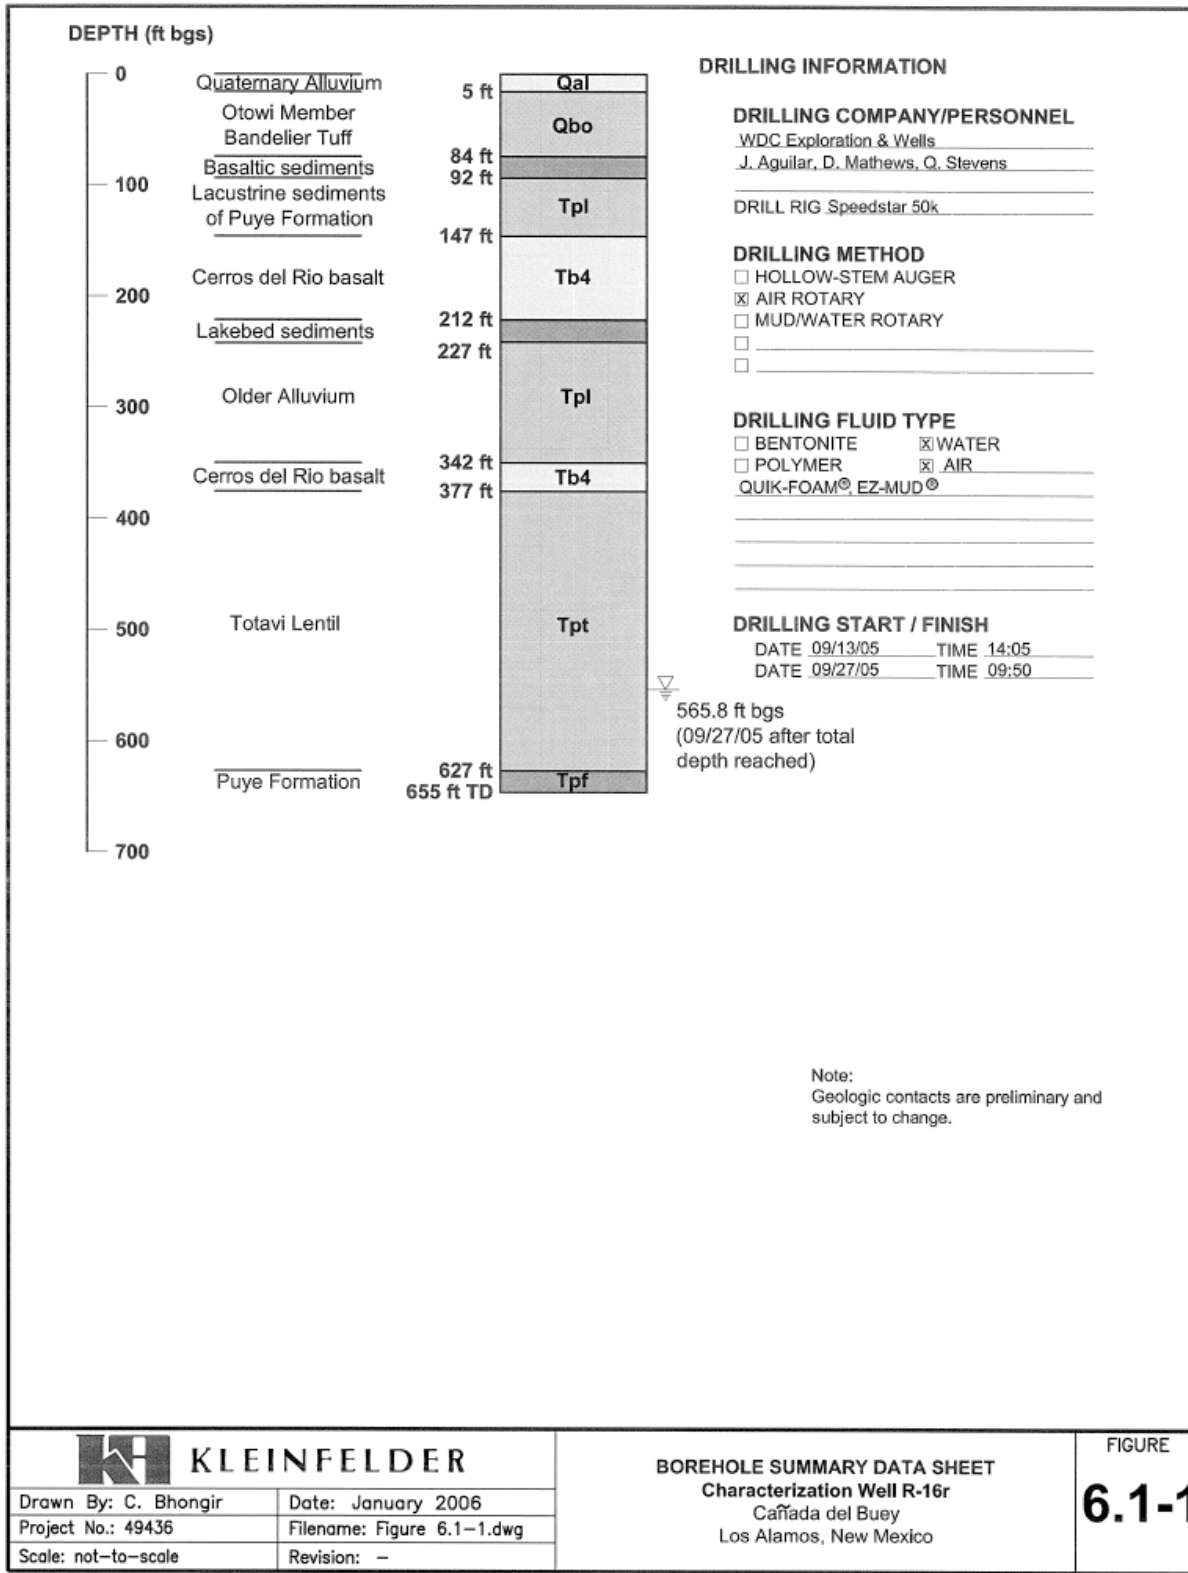 DEPTH (ft bgs)
0
100
200
300
400
500
600
700
Quaternary Alluvium
Otowi Member
Bandelier Tuff
Basaltic sediments
Lacustrine sediments
of Puye Formation
Cerros del Rio basalt
Lakebed sediments
Older Alluvium
Cerros del Rio basalt
Totavi Lentil
Puye Formation
5 ft
84 ft
92 ft
147 ft
212 ft
227 ft
342 ft
377 ft
627 ft
655 ft TD
Qal
Qbo
Tpl
Tb4
Tpl
Tb4
Tpt
Tpf
565.8 ft bgs
(09/27/05 after total
depth reached)
DRILLING INFORMATION
DRILLING COMPANY/PERSONNEL
WDC Exploration & Wells
J. Aguilar, D. Mathews, Q. Stevens
DRILL RIG Speedstar 50k
DRILLING METHOD
☐ HOLLOW-STEM AUGER
☒ AIR ROTARY
☐ MUD/WATER ROTARY
☐
☐
DRILLING FLUID TYPE
☐ BENTONITE ☒ WATER
☐ POLYMER ☒ AIR
QUIK-FOAM®, EZ-MUD®
DRILLING START / FINISH
DATE 09/13/05 TIME 14:05
DATE 09/27/05 TIME 09:50
Note:
Geologic contacts are preliminary and
subject to change.
KLEINFELDER
Drawn By: C. Bhongir
Date: January 2006
Project No.: 49436
Filename: Figure 6.1-1.dwg
Scale: not-to-scale
Revision: -
BOREHOLE SUMMARY DATA SHEET
Characterization Well R-16r
Cañada del Buey
Los Alamos, New Mexico
FIGURE
6.1-1